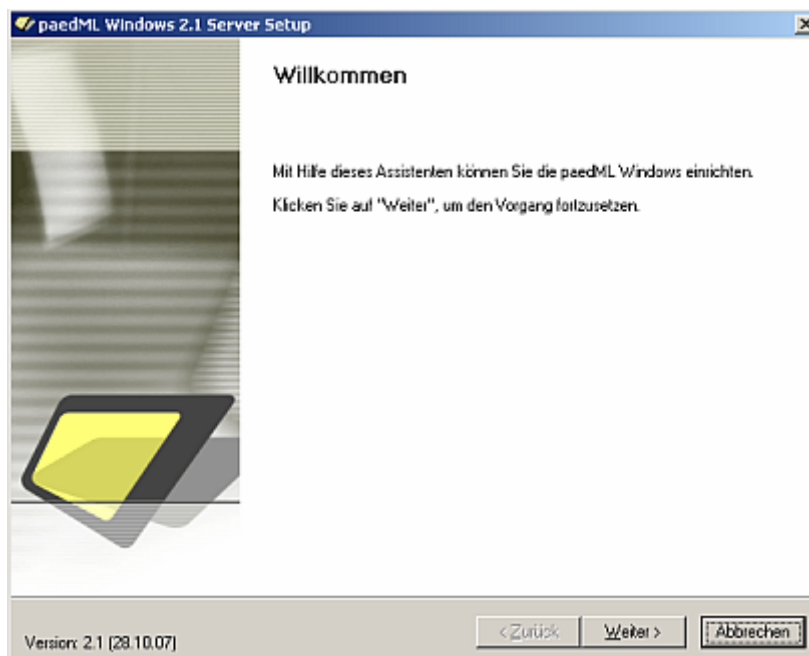 paedML Windows 2.1 Server Setup
Willkommen
Mit Hilfe dieses Assistenten können Sie die paedML Windows einrichten.
Klicken Sie auf "Weiter", um den Vorgang fortzusetzen.
Version: 2.1 (28.10.07)
< Zurück
Weiter >
Abbrechen